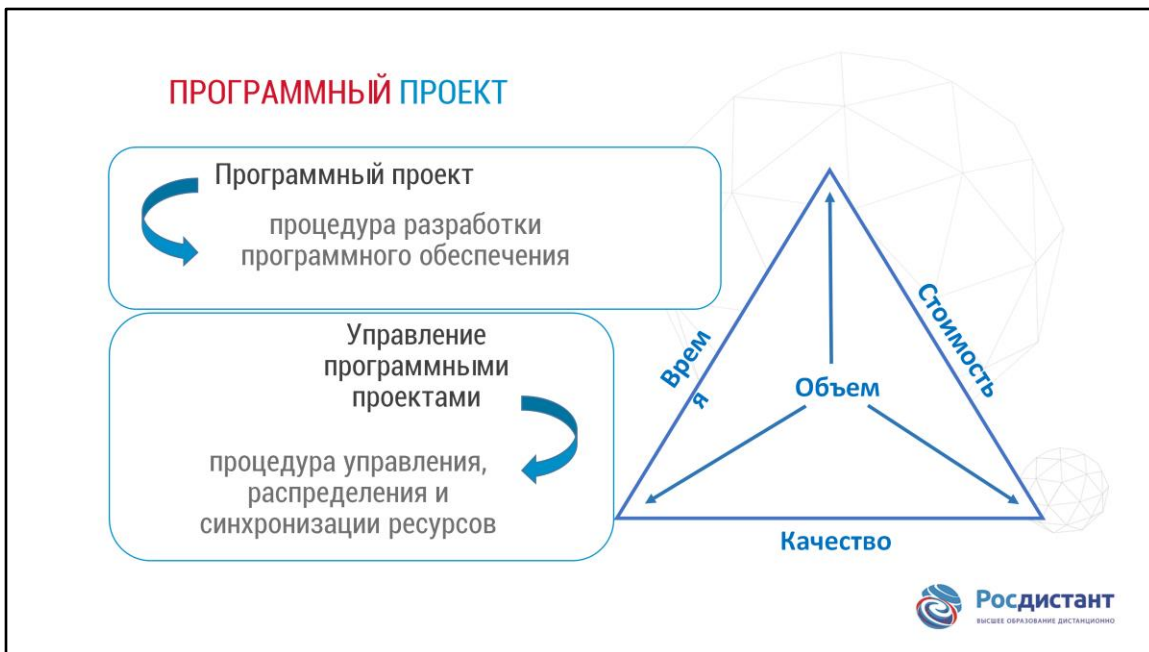 ПРОГРАММНЫЙ ПРОЕКТ
Программный проект
процедура разработки
программного обеспечения
Управление
программными
проектами
процедура управления,
распределения и
синхронизации ресурсов
Врем
я
Стоимость
Объем
Качество
Росдистант
ВЫСШЕЕ ОБРАЗОВАНИЕ ДИСТАНЦИОННО